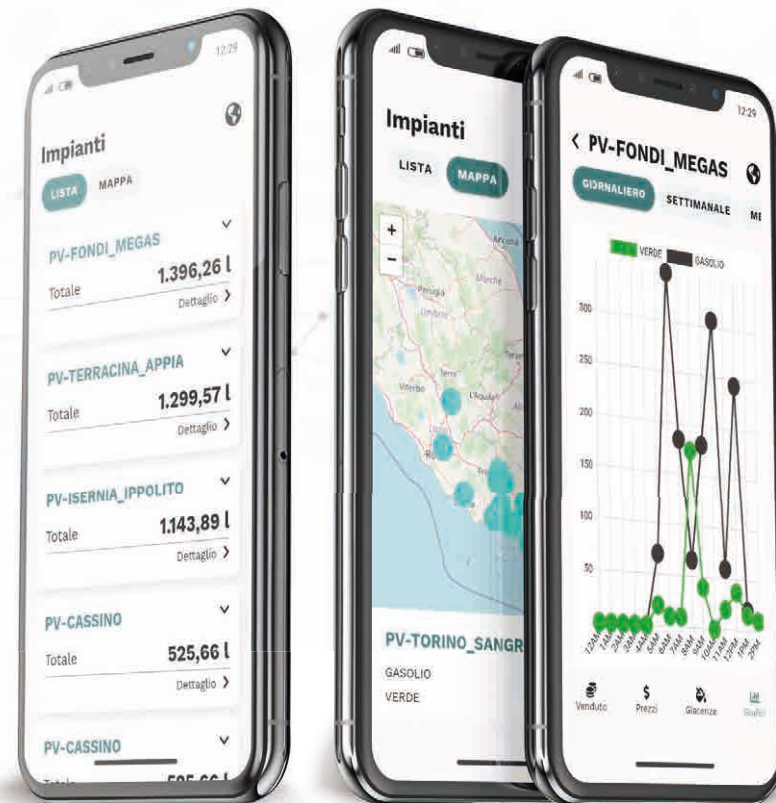 12:29
Impianti
LISTA MAPPA
PV-FONDI_MEGAS
Totale 1.396,26 l
Dettaglio >
PV-TERRACINA_APPIA
Totale 1.299,57 l
Dettaglio >
PV-ISERNIA_IPPOLITO
Totale 1.143,89 l
Dettaglio >
PV-CASSINO
Totale 525,66 l
Dettaglio >
PV-CASSINO
Impianti
LISTA MAPPA
+
−
Ancona
Perugia
Marche
Umbria
Terni
Viterbo
L'Aquila
PV-TORINO_SANGR
GASOLIO
VERDE
12:29
< PV-FONDI_MEGAS
GIORNALIERO SETTIMANALE ME
VERDE GASOLIO
300
250
200
150
100
50
12AM 1AM 2AM 3AM 4AM 5AM 6AM 7AM 8AM 9AM 10AM 11AM 12PM 1PM 2PM
Venduto Prezzi Giacenze Grafici